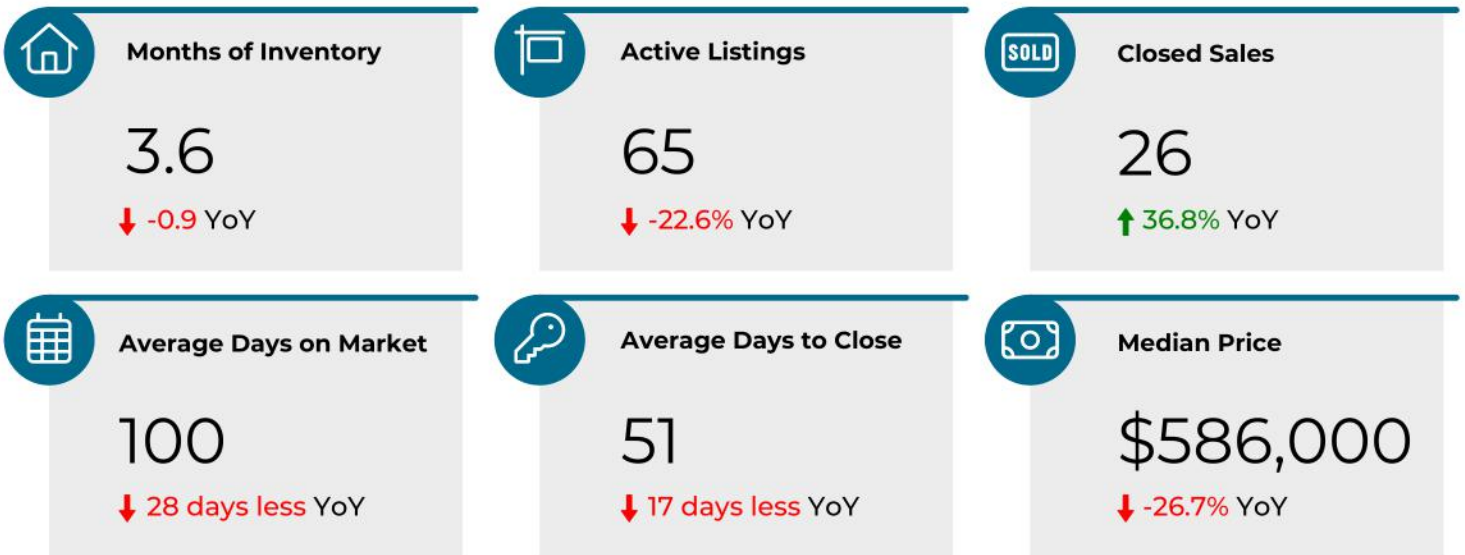 Months of Inventory
3.6
-0.9 YoY
Active Listings
65
-22.6% YoY
SOLD
Closed Sales
26
36.8% YoY
Average Days on Market
100
28 days less YoY
Average Days to Close
51
17 days less YoY
Median Price
$586,000
-26.7% YoY